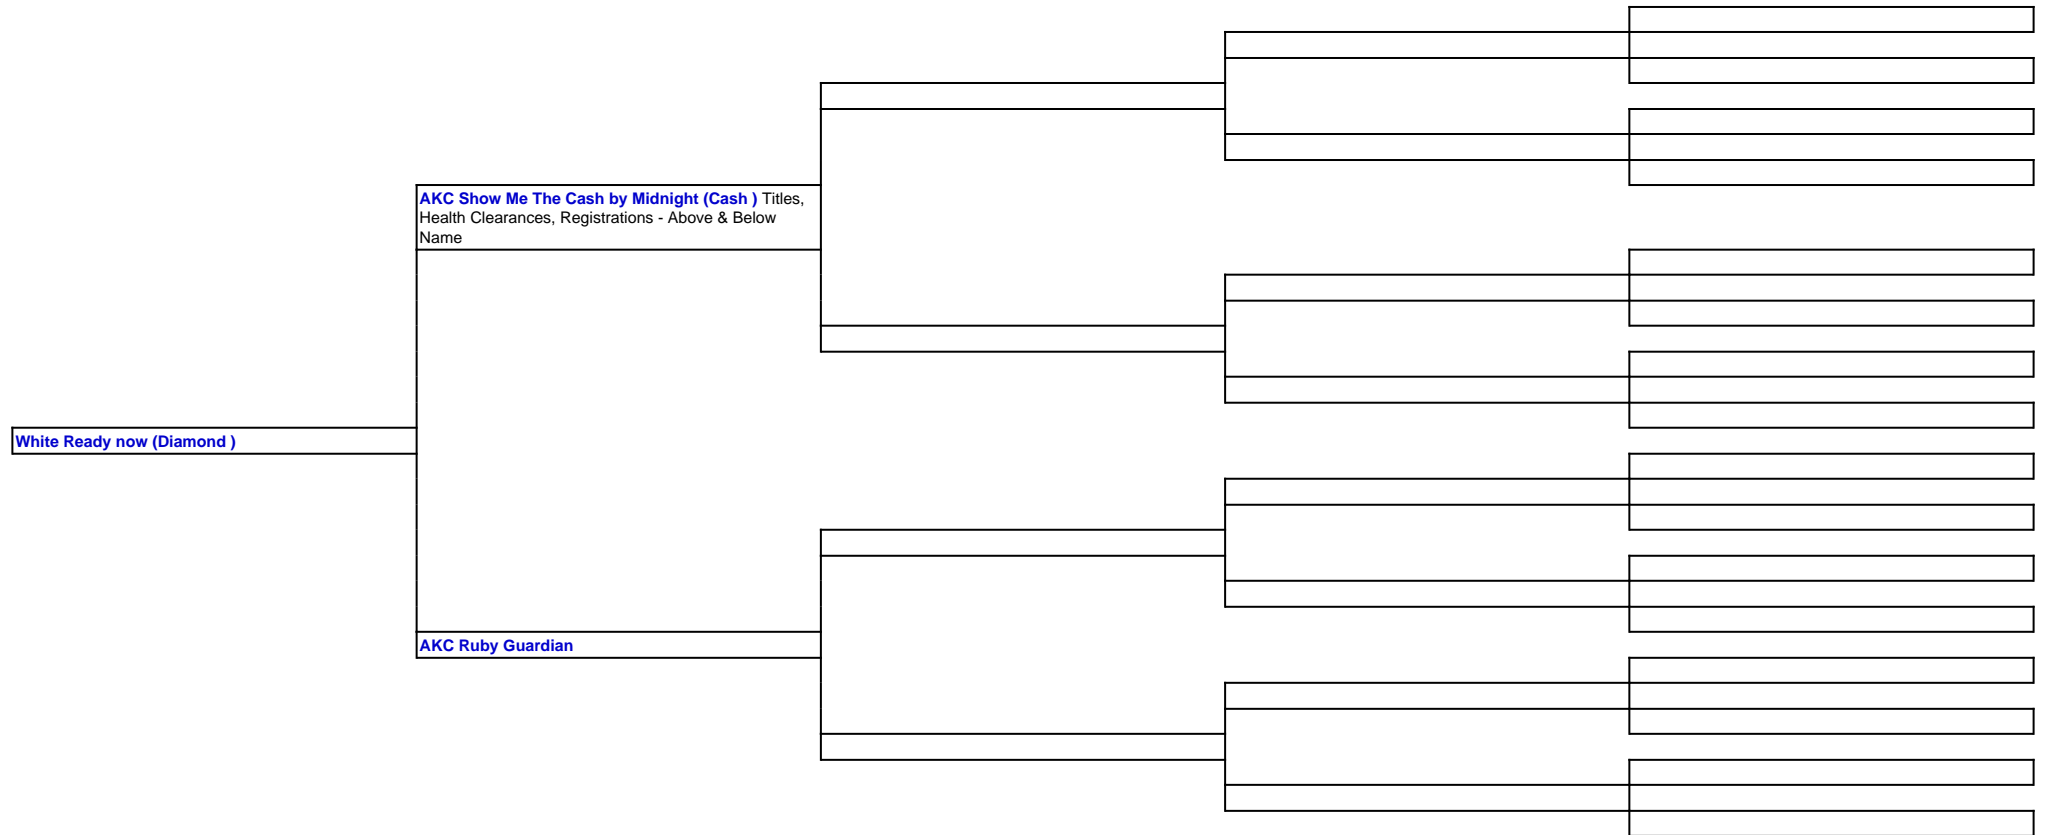 AKC Show Me The Cash by Midnight (Cash ) Titles,
Health Clearances, Registrations - Above & Below
Name
White Ready now (Diamond )
AKC Ruby Guardian